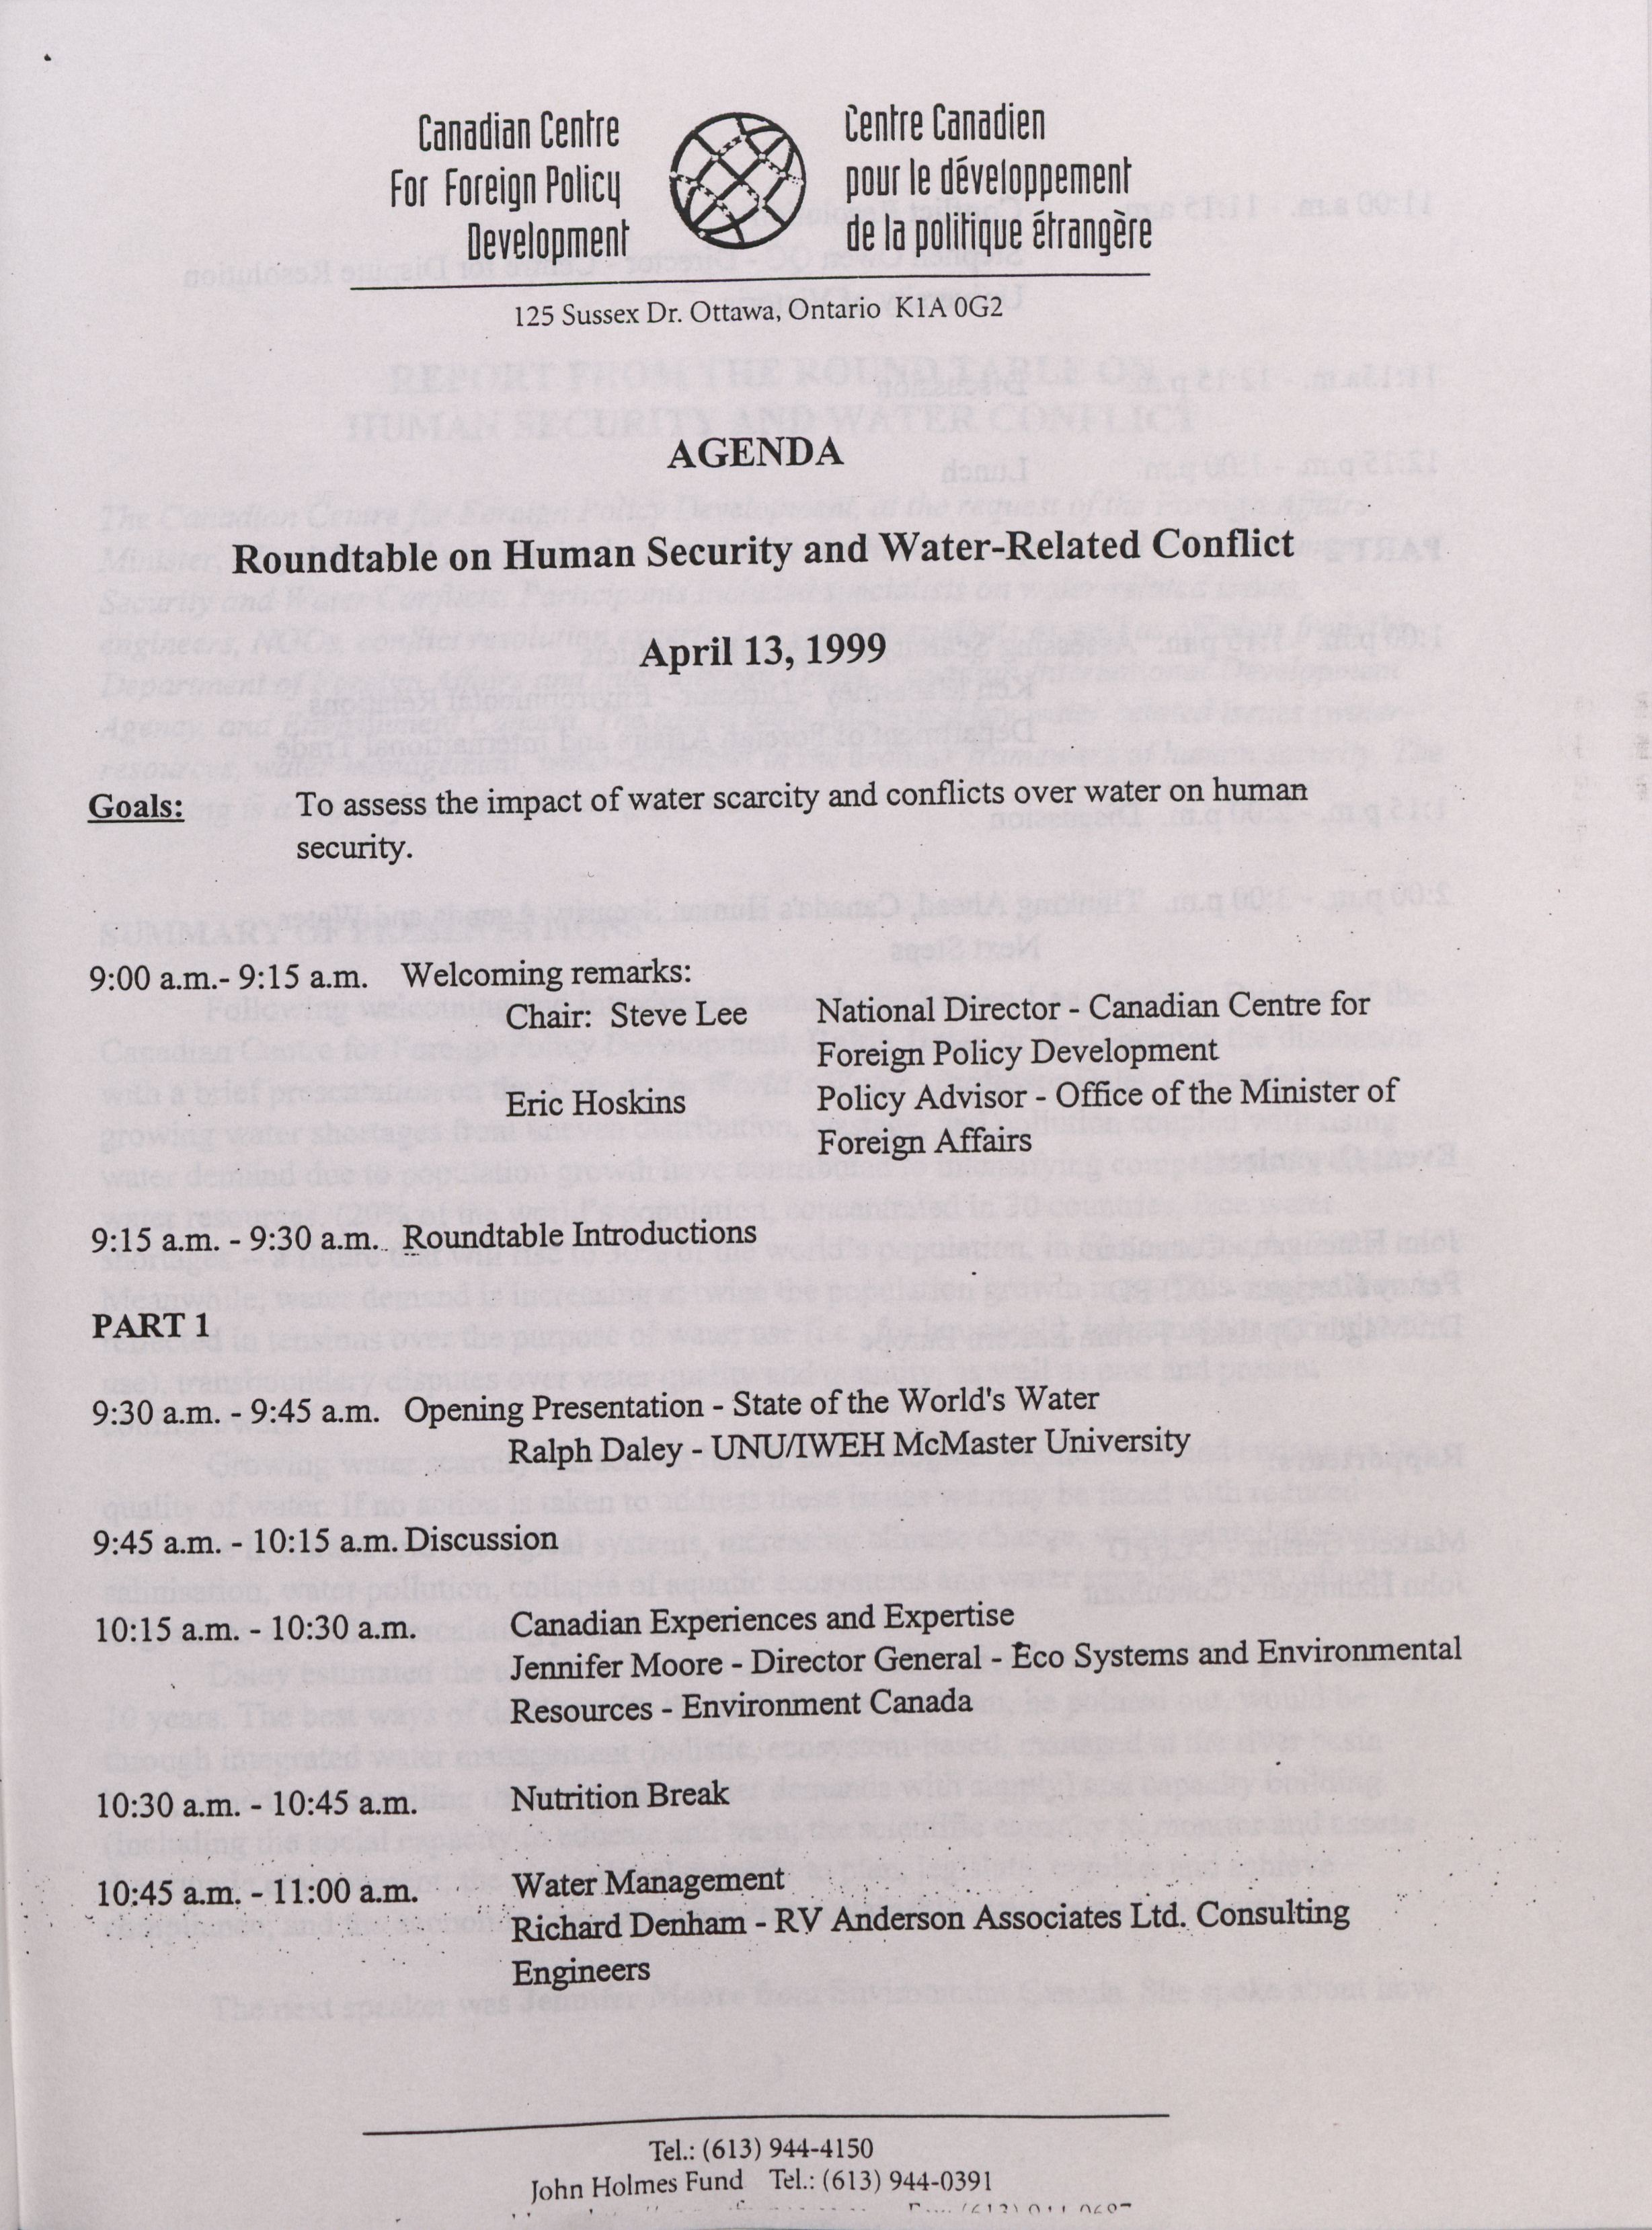 Canadian Centre
For Foreign Policy
Development
Centre Canadien
pour le développement
de la politique étrangère
125 Sussex Dr. Ottawa, Ontario K1A 0G2
AGENDA
Roundtable on Human Security and Water-Related Conflict
April 13, 1999
Goals: To assess the impact of water scarcity and conflicts over water on human
security.
9:00 a.m.- 9:15 a.m. Welcoming remarks:
Chair: Steve Lee National Director - Canadian Centre for
Foreign Policy Development
Eric Hoskins Policy Advisor - Office of the Minister of
Foreign Affairs
9:15 a.m. - 9:30 a.m. Roundtable Introductions
PART 1
9:30 a.m. - 9:45 a.m. Opening Presentation - State of the World's Water
Ralph Daley - UNU/IWEH McMaster University
9:45 a.m. - 10:15 a.m. Discussion
10:15 a.m. - 10:30 a.m. Canadian Experiences and Expertise
Jennifer Moore - Director General - Eco Systems and Environmental
Resources - Environment Canada
10:30 a.m. - 10:45 a.m. Nutrition Break
10:45 a.m. - 11:00 a.m. Water Management
Richard Denham - RV Anderson Associates Ltd. Consulting
Engineers
Tel.: (613) 944-4150
John Holmes Fund Tel.: (613) 944-0391